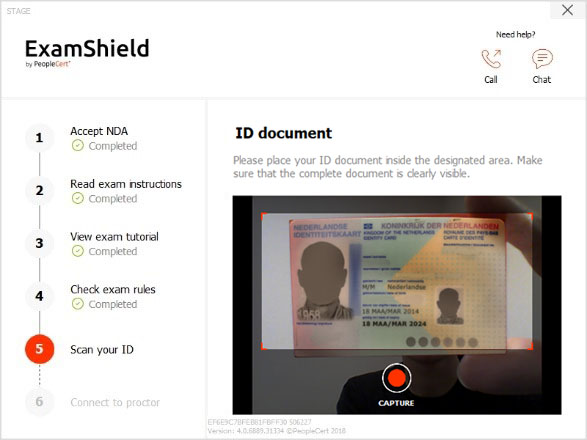 STAGE
ExamShield
by PeopleCert
Need help?
Call
Chat
1
Accept NDA
Completed
2
Read exam instructions
Completed
3
View exam tutorial
Completed
4
Check exam rules
Completed
5
Scan your ID
6
Connect to proctor
ID document
Please place your ID document inside the designated area. Make
sure that the complete document is clearly visible.
NEDERLANDSE
IDENTITEITSKAART
KONINKRIJK DER NEDERLANDEN
KINGDOM OF THE NETHERLANDS
ROYAUME DES PAYS-BAS
IDENTITY CARD
CARTE D'IDENTITÉ
M/M
Nederlandse
18 MAA/MAR 2014
18 MAA/MAR 2024
CAPTURE
Version: 4.0.6889.31334 ©PeopleCert 2018